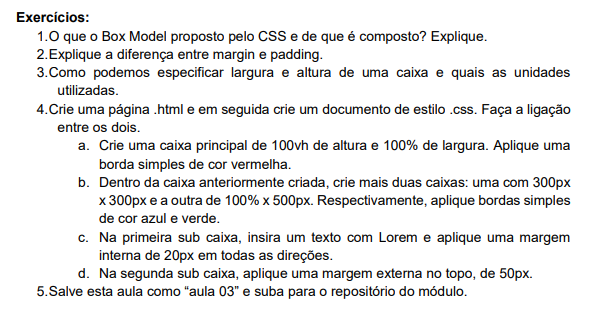 Exercícios:
1.O que o Box Model proposto pelo CSS e de que é composto? Explique.
2.Explique a diferença entre margin e padding.
3.Como podemos especificar largura e altura de uma caixa e quais as unidades
utilizadas.
4.Crie uma página .html e em seguida crie um documento de estilo .css. Faça a ligação
entre os dois.
a. Crie uma caixa principal de 100vh de altura e 100% de largura. Aplique uma
borda simples de cor vermelha.
b. Dentro da caixa anteriormente criada, crie mais duas caixas: uma com 300px
x 300px e a outra de 100% x 500px. Respectivamente, aplique bordas simples
de cor azul e verde.
c. Na primeira sub caixa, insira um texto com Lorem e aplique uma margem
interna de 20px em todas as direções.
d. Na segunda sub caixa, aplique uma margem externa no topo, de 50px.
5.Salve esta aula como “aula 03” e suba para o repositório do módulo.